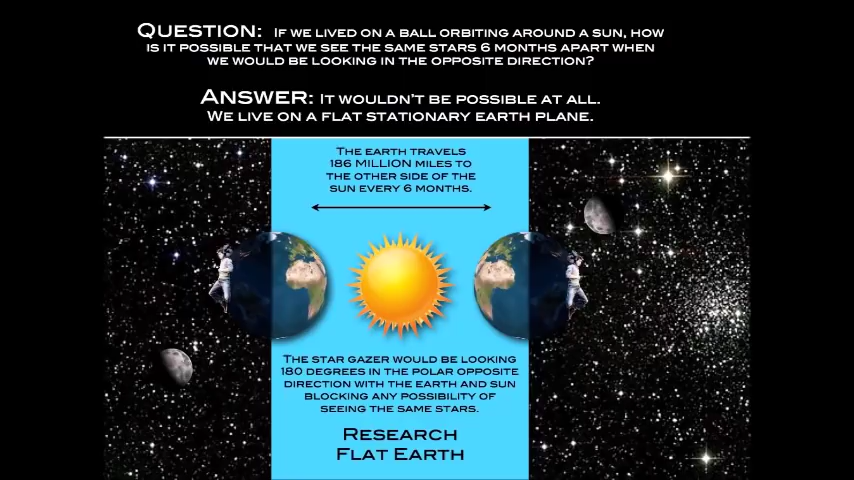 QUESTION: IF WE LIVED ON A BALL ORBITING AROUND A SUN, HOW
IS IT POSSIBLE THAT WE SEE THE SAME STARS 6 MONTHS APART WHEN
WE WOULD BE LOOKING IN THE OPPOSITE DIRECTION?
ANSWER: IT WOULDN'T BE POSSIBLE AT ALL.
WE LIVE ON A FLAT STATIONARY EARTH PLANE.
THE EARTH TRAVELS
186 MILLION MILES TO
THE OTHER SIDE OF THE
SUN EVERY 6 MONTHS.
THE STAR GAZER WOULD BE LOOKING
180 DEGREES IN THE POLAR OPPOSITE
DIRECTION WITH THE EARTH AND SUN
BLOCKING ANY POSSIBILITY OF
SEEING THE SAME STARS.
RESEARCH
FLAT EARTH